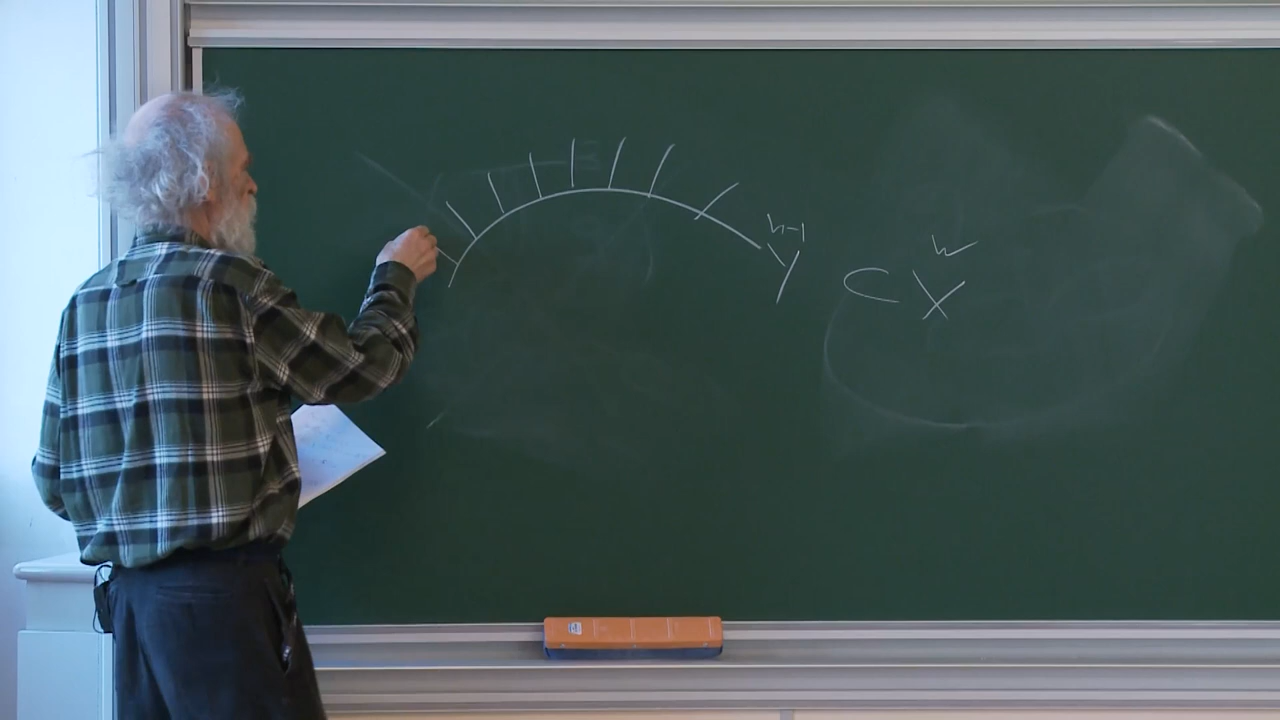 Y^{n-1} ⊂ X^n